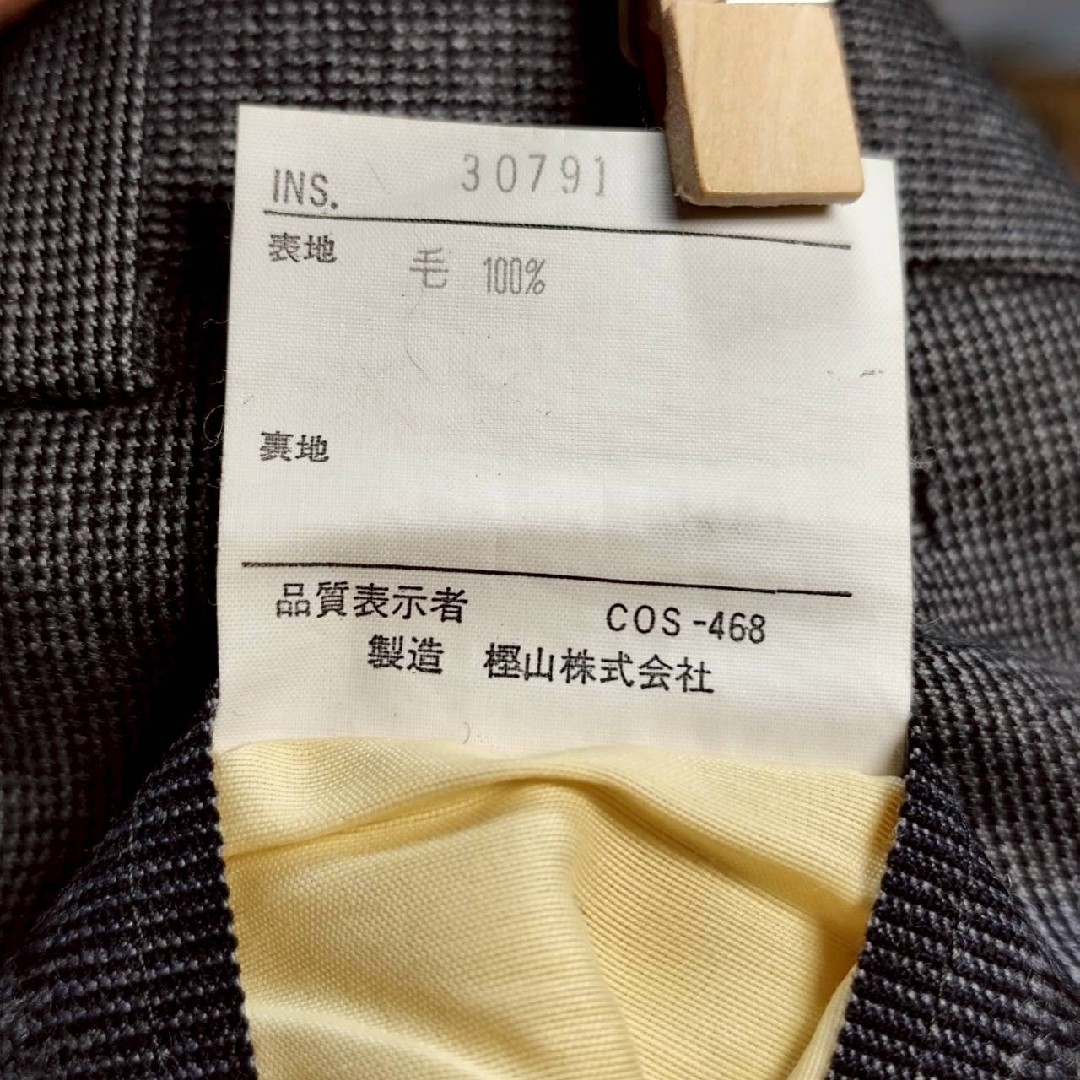 INS. 30791
表地 毛 100%
裏地
品質表示者 COS-468
製造 樫山株式会社